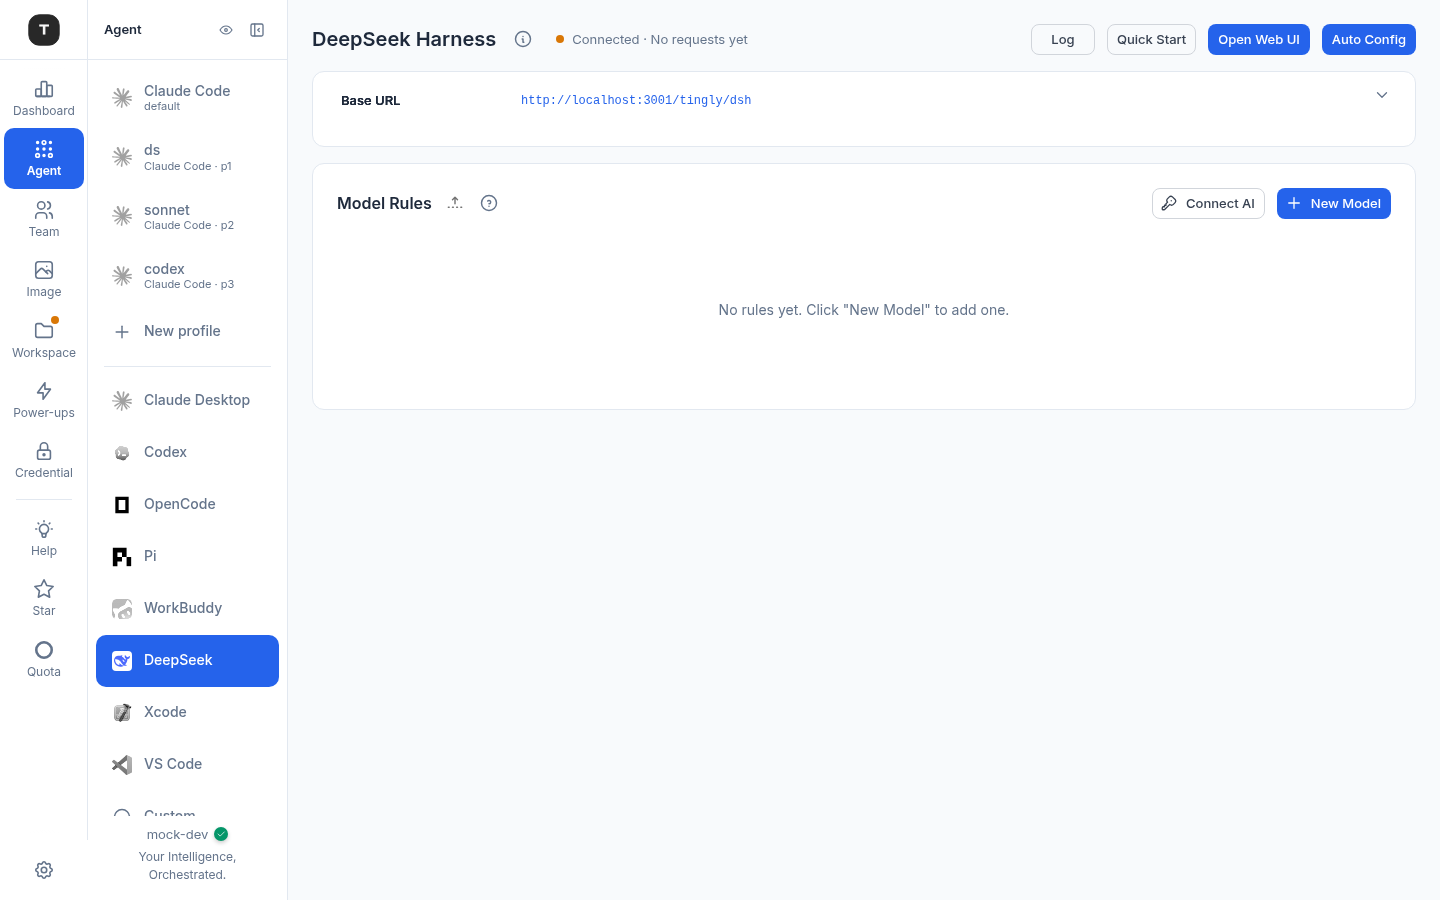 T
Agent
Dashboard
Agent
Team
Image
Workspace
Power-ups
Credential
Help
Star
Quota
Claude Code
default
ds
Claude Code · p1
sonnet
Claude Code · p2
codex
Claude Code · p3
New profile
Claude Desktop
Codex
OpenCode
Pi
WorkBuddy
DeepSeek
Xcode
VS Code
Custom
mock-dev
Your Intelligence,
Orchestrated.
DeepSeek Harness
Connected · No requests yet
Log
Quick Start
Open Web UI
Auto Config
Base URL
http://localhost:3001/tingly/dsh
Model Rules
Connect AI
New Model
No rules yet. Click "New Model" to add one.